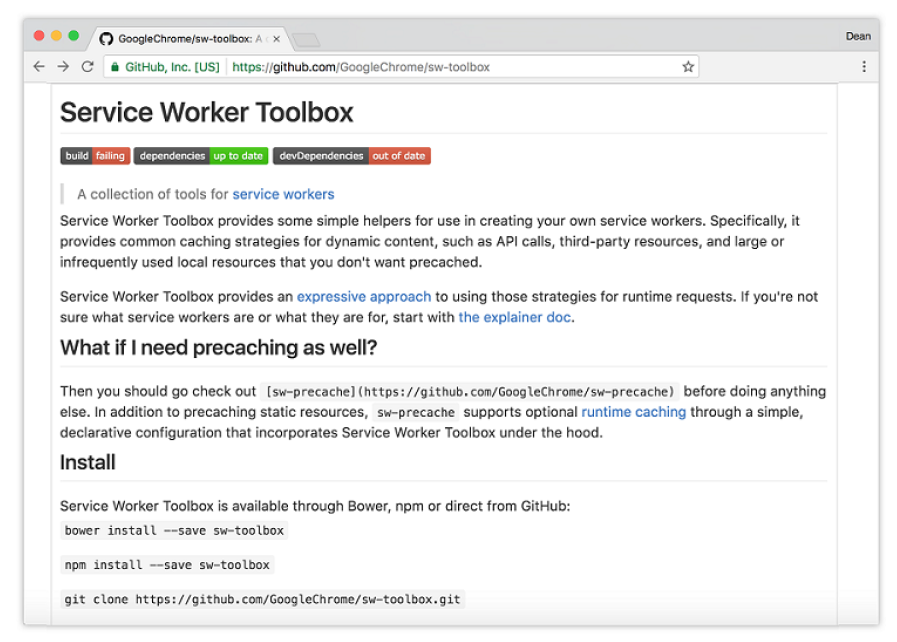 GoogleChrome/sw-toolbox: A c
Dean
GitHub, Inc. [US] https://github.com/GoogleChrome/sw-toolbox
Service Worker Toolbox
build failing dependencies up to date devDependencies out of date
A collection of tools for service workers
Service Worker Toolbox provides some simple helpers for use in creating your own service workers. Specifically, it
provides common caching strategies for dynamic content, such as API calls, third-party resources, and large or
infrequently used local resources that you don't want precached.
Service Worker Toolbox provides an expressive approach to using those strategies for runtime requests. If you're not
sure what service workers are or what they are for, start with the explainer doc.
What if I need precaching as well?
Then you should go check out [sw-precache](https://github.com/GoogleChrome/sw-precache) before doing anything
else. In addition to precaching static resources, sw-precache supports optional runtime caching through a simple,
declarative configuration that incorporates Service Worker Toolbox under the hood.
Install
Service Worker Toolbox is available through Bower, npm or direct from GitHub:
bower install --save sw-toolbox
npm install --save sw-toolbox
git clone https://github.com/GoogleChrome/sw-toolbox.git